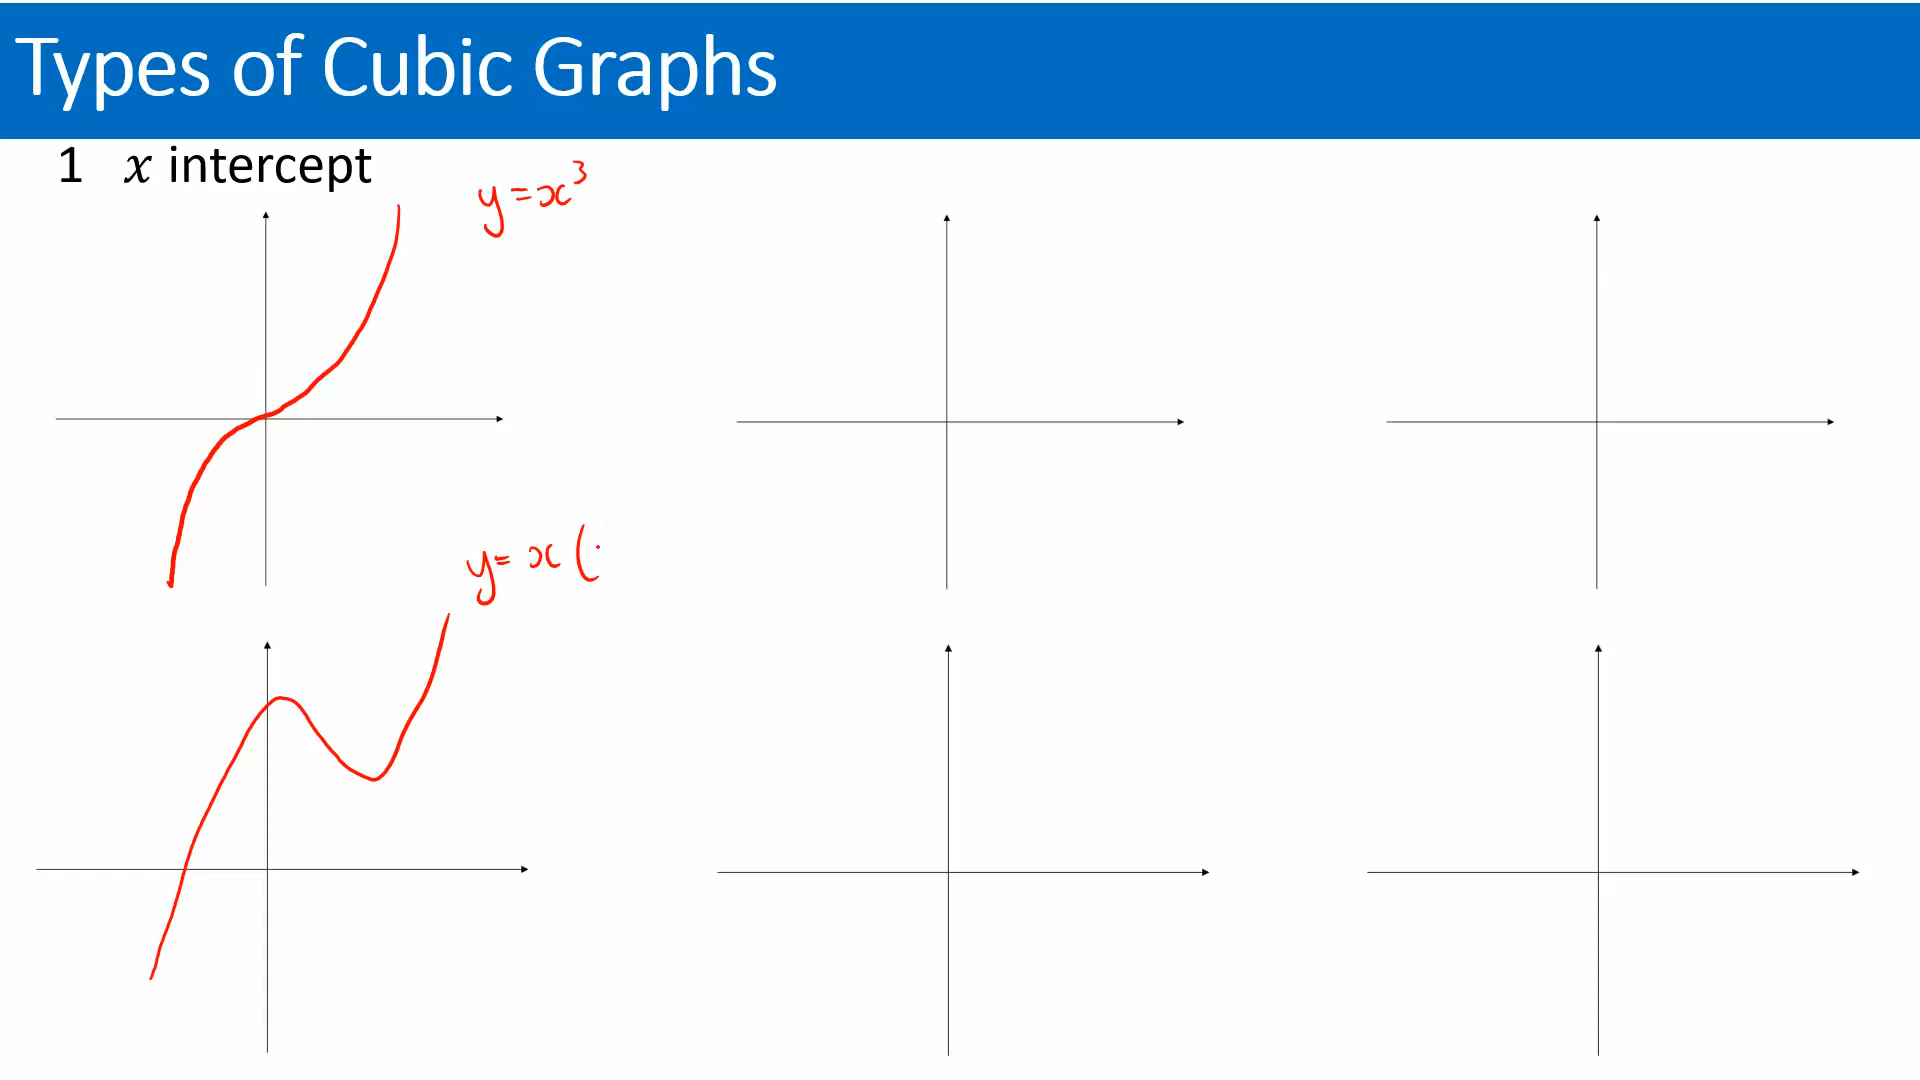 Types of Cubic Graphs
1 x intercept
y=x³
y= x (